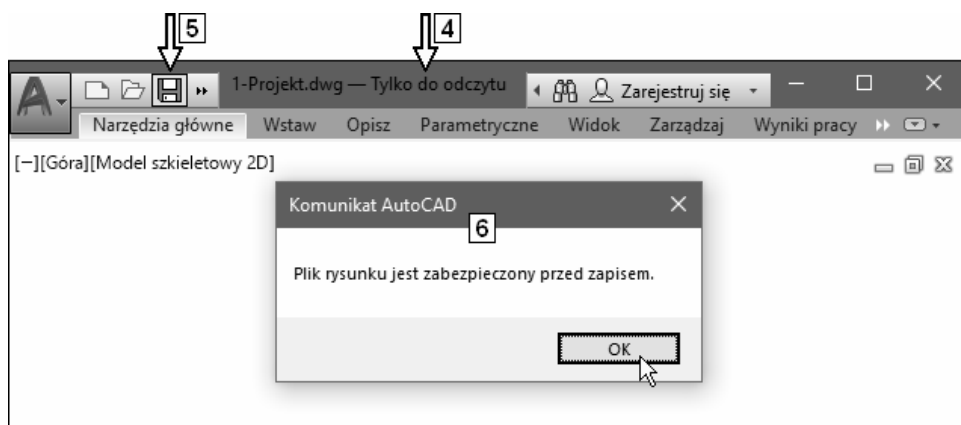 5
4
A
1-Projekt.dwg — Tylko do odczytu
Zarejestruj się
Narzędzia główne Wstaw Opisz Parametryczne Widok Zarządzaj Wyniki pracy
[−][Góra][Model szkieletowy 2D]
Komunikat AutoCAD
6
Plik rysunku jest zabezpieczony przed zapisem.
OK